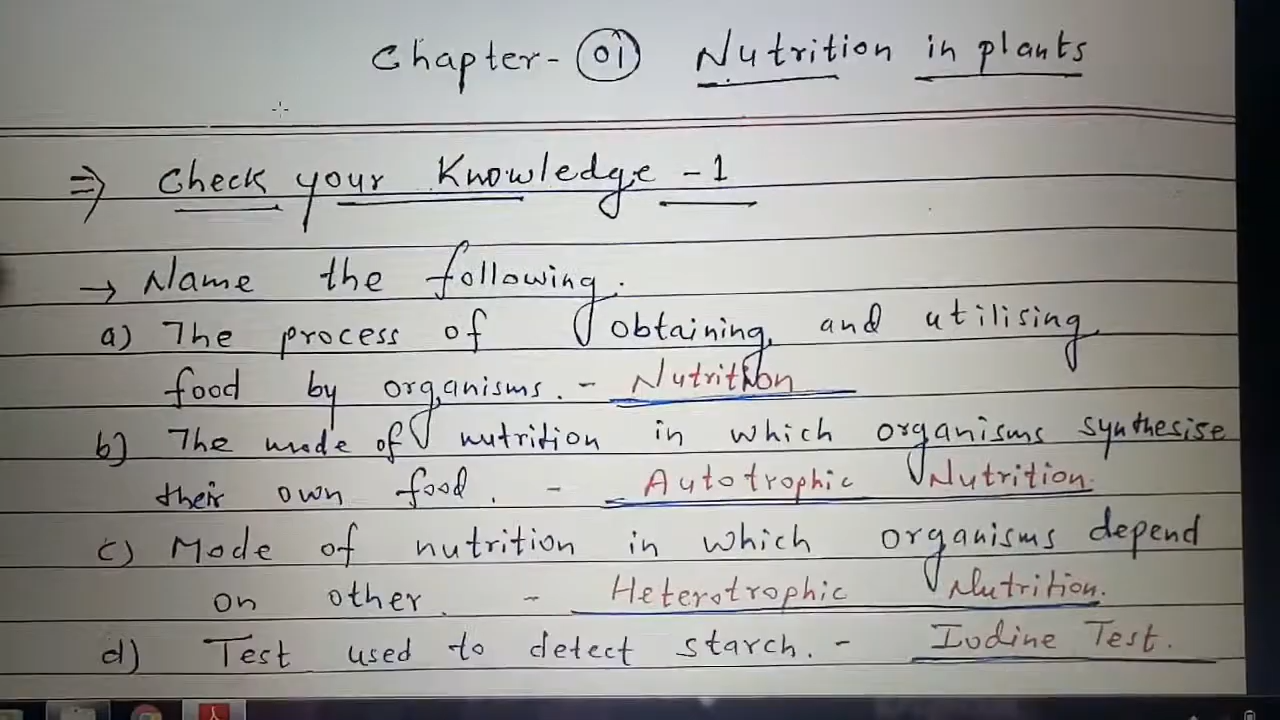 Chapter- 01 Nutrition in plants
⇒ Check your Knowledge -1
→ Name the following.
a) The process of obtaining and utilising
food by organisms. - Nutrition
b) The mode of nutrition in which organisms synthesise
their own food. - Autotrophic Nutrition.
c) Mode of nutrition in which organisms depend
on other. - Heterotrophic Nutrition.
d) Test used to detect starch. - Iodine Test.